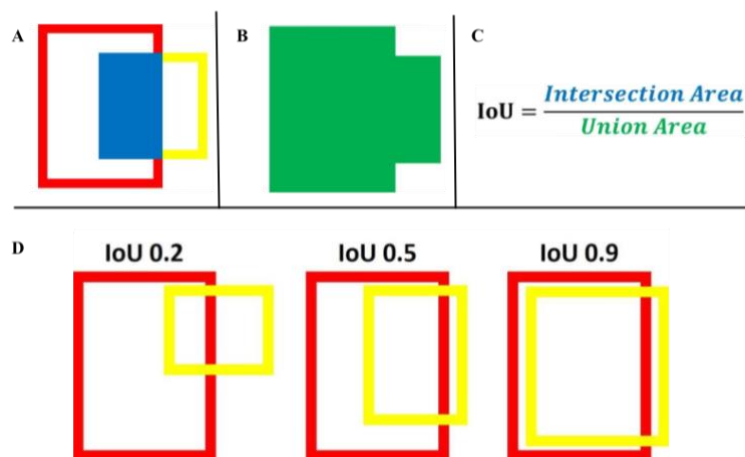 A
B
C
IoU = Intersection Area
Union Area
D
IoU 0.2
IoU 0.5
IoU 0.9